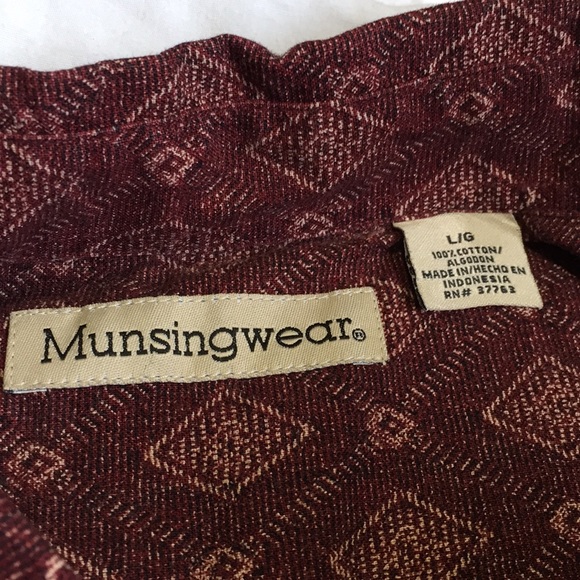 Munsingwear®
L/G
100% COTTON/
ALGODON
MADE IN/HECHO EN
INDONESIA
RN# 37763